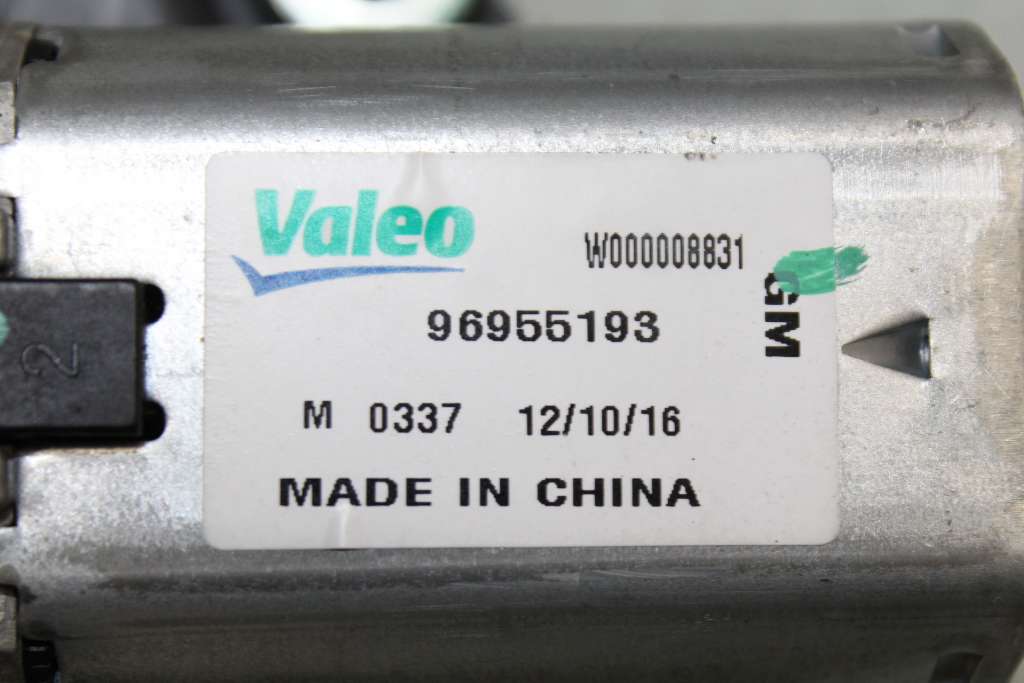 Valeo
W000008831
GM
96955193
M 0337 12/10/16
MADE IN CHINA
2